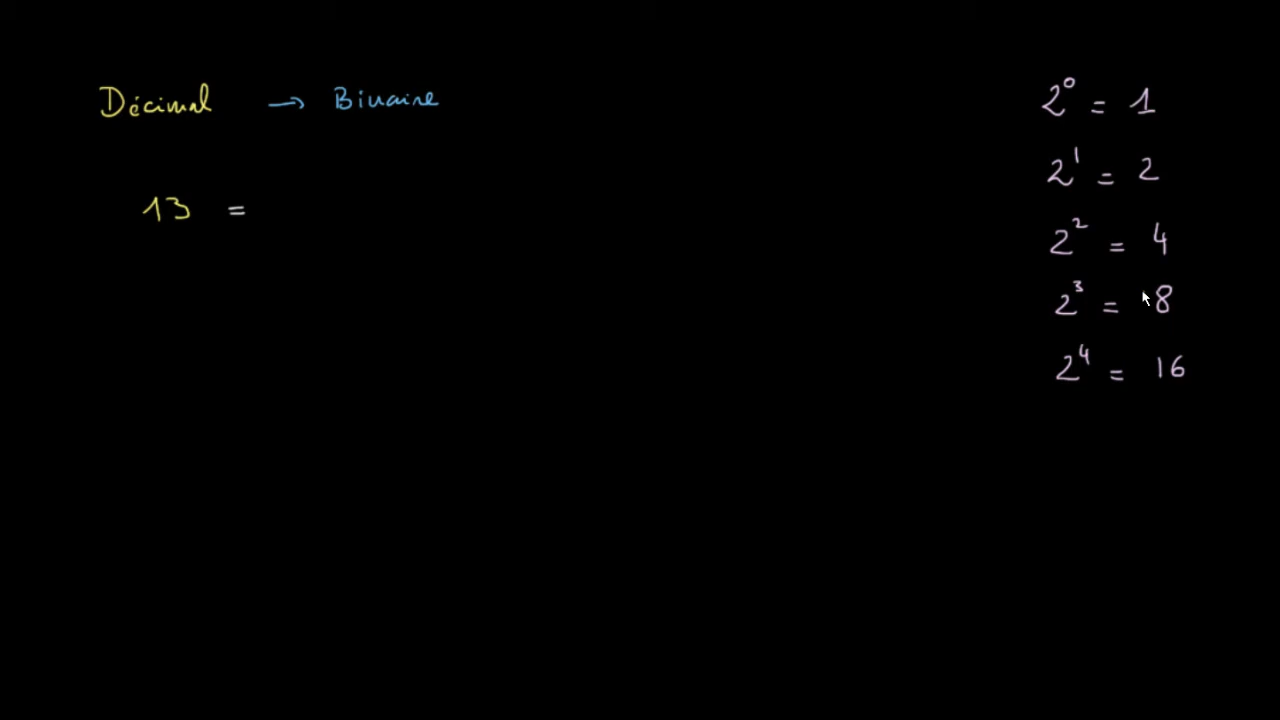 Décimal → Binaire
13 =
2⁰ = 1
2¹ = 2
2² = 4
2³ = 8
2⁴ = 16